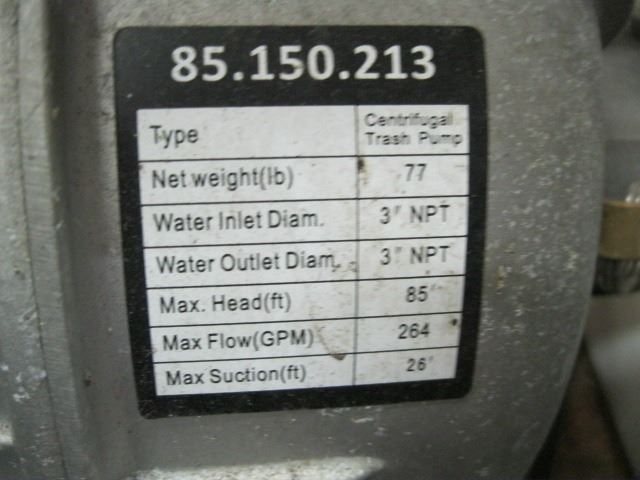 85.150.213
Type Centrifugal Trash Pump
Net weight(lb) 77
Water Inlet Diam. 3" NPT
Water Outlet Diam. 3" NPT
Max. Head(ft) 85'
Max Flow(GPM) 264
Max Suction(ft) 26'